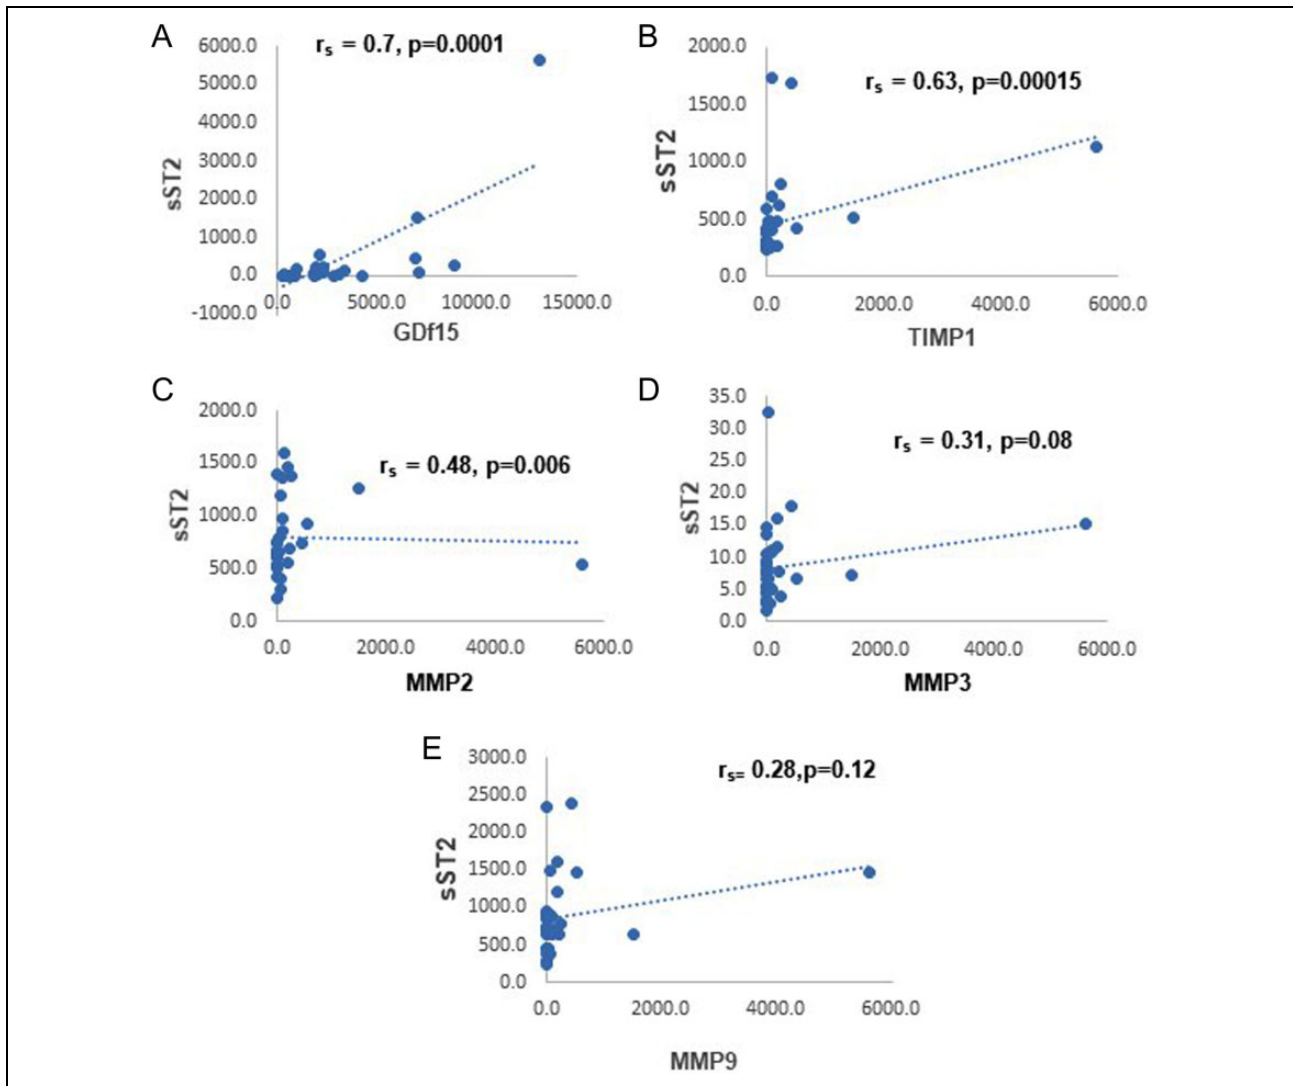 A
rₛ = 0.7, p=0.0001
6000.0
5000.0
4000.0
3000.0
2000.0
1000.0
0.0
-1000.0
sST2
0.0 5000.0 10000.0 15000.0
GDf15
B
rₛ = 0.63, p=0.00015
2000.0
1500.0
1000.0
500.0
0.0
sST2
0.0 2000.0 4000.0 6000.0
TIMP1
C
rₛ = 0.48, p=0.006
2000.0
1500.0
1000.0
500.0
0.0
sST2
0.0 2000.0 4000.0 6000.0
MMP2
D
rₛ = 0.31, p=0.08
35.0
30.0
25.0
20.0
15.0
10.0
5.0
0.0
sST2
0.0 2000.0 4000.0 6000.0
MMP3
E
rₛ₌ 0.28,p=0.12
3000.0
2500.0
2000.0
1500.0
1000.0
500.0
0.0
sST2
0.0 2000.0 4000.0 6000.0
MMP9